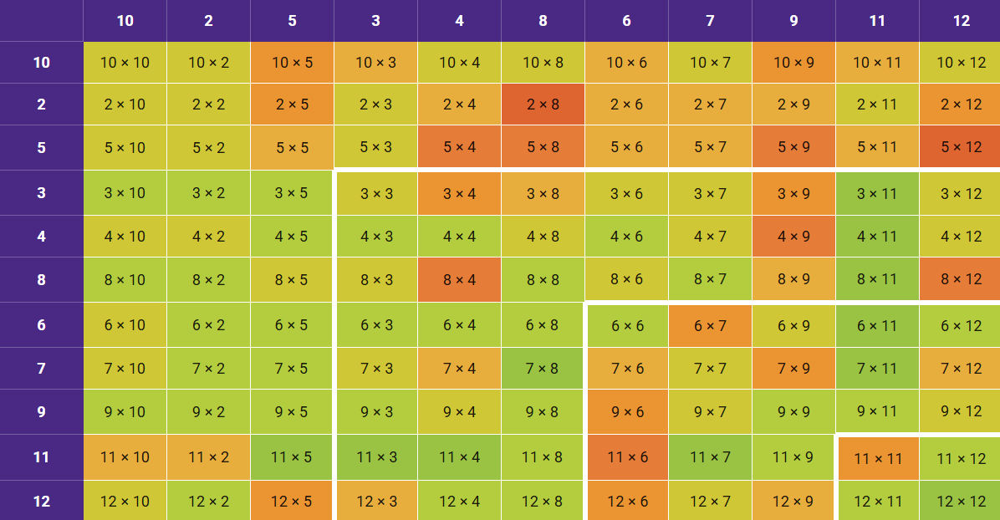 10 2 5 3 4 8 6 7 9 11 12
10 10 × 10 10 × 2 10 × 5 10 × 3 10 × 4 10 × 8 10 × 6 10 × 7 10 × 9 10 × 11 10 × 12
2 2 × 10 2 × 2 2 × 5 2 × 3 2 × 4 2 × 8 2 × 6 2 × 7 2 × 9 2 × 11 2 × 12
5 5 × 10 5 × 2 5 × 5 5 × 3 5 × 4 5 × 8 5 × 6 5 × 7 5 × 9 5 × 11 5 × 12
3 3 × 10 3 × 2 3 × 5 3 × 3 3 × 4 3 × 8 3 × 6 3 × 7 3 × 9 3 × 11 3 × 12
4 4 × 10 4 × 2 4 × 5 4 × 3 4 × 4 4 × 8 4 × 6 4 × 7 4 × 9 4 × 11 4 × 12
8 8 × 10 8 × 2 8 × 5 8 × 3 8 × 4 8 × 8 8 × 6 8 × 7 8 × 9 8 × 11 8 × 12
6 6 × 10 6 × 2 6 × 5 6 × 3 6 × 4 6 × 8 6 × 6 6 × 7 6 × 9 6 × 11 6 × 12
7 7 × 10 7 × 2 7 × 5 7 × 3 7 × 4 7 × 8 7 × 6 7 × 7 7 × 9 7 × 11 7 × 12
9 9 × 10 9 × 2 9 × 5 9 × 3 9 × 4 9 × 8 9 × 6 9 × 7 9 × 9 9 × 11 9 × 12
11 11 × 10 11 × 2 11 × 5 11 × 3 11 × 4 11 × 8 11 × 6 11 × 7 11 × 9 11 × 11 11 × 12
12 12 × 10 12 × 2 12 × 5 12 × 3 12 × 4 12 × 8 12 × 6 12 × 7 12 × 9 12 × 11 12 × 12